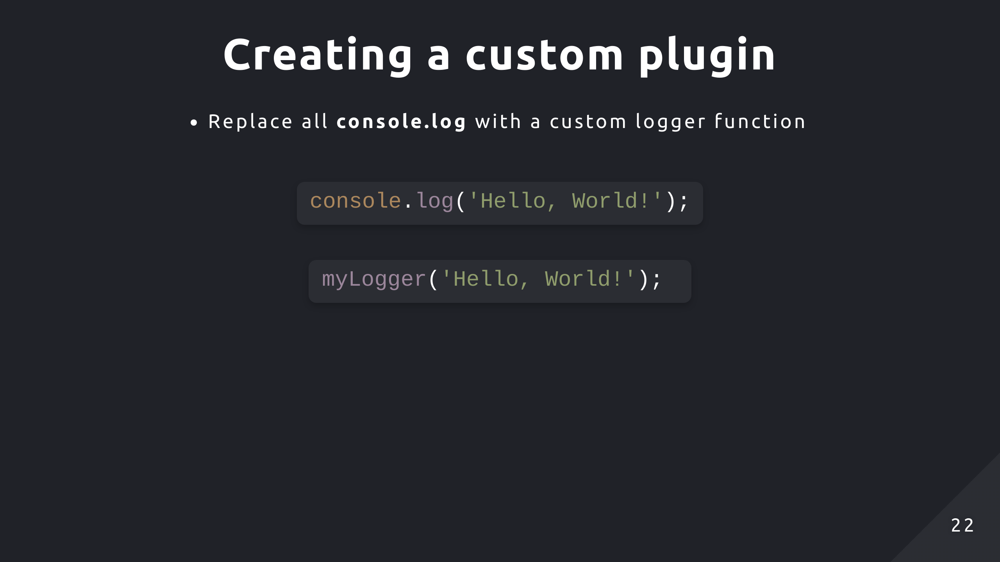 Creating a custom plugin
• Replace all console.log with a custom logger function
console.log('Hello, World!');
myLogger('Hello, World!');
22